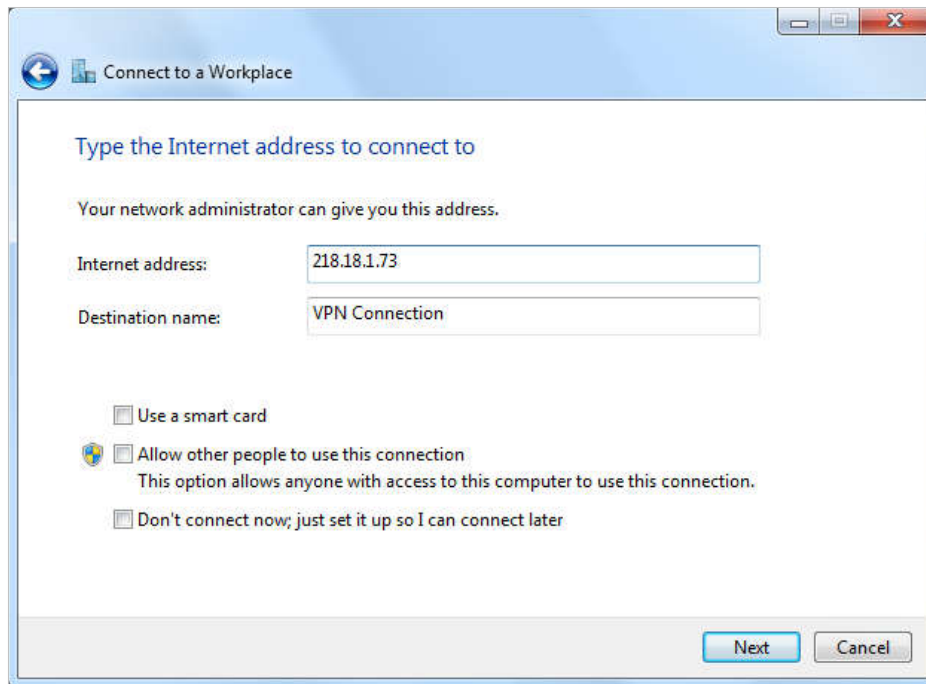 Connect to a Workplace
Type the Internet address to connect to
Your network administrator can give you this address.
Internet address: 218.18.1.73
Destination name: VPN Connection
Use a smart card
Allow other people to use this connection
This option allows anyone with access to this computer to use this connection.
Don't connect now; just set it up so I can connect later
Next Cancel